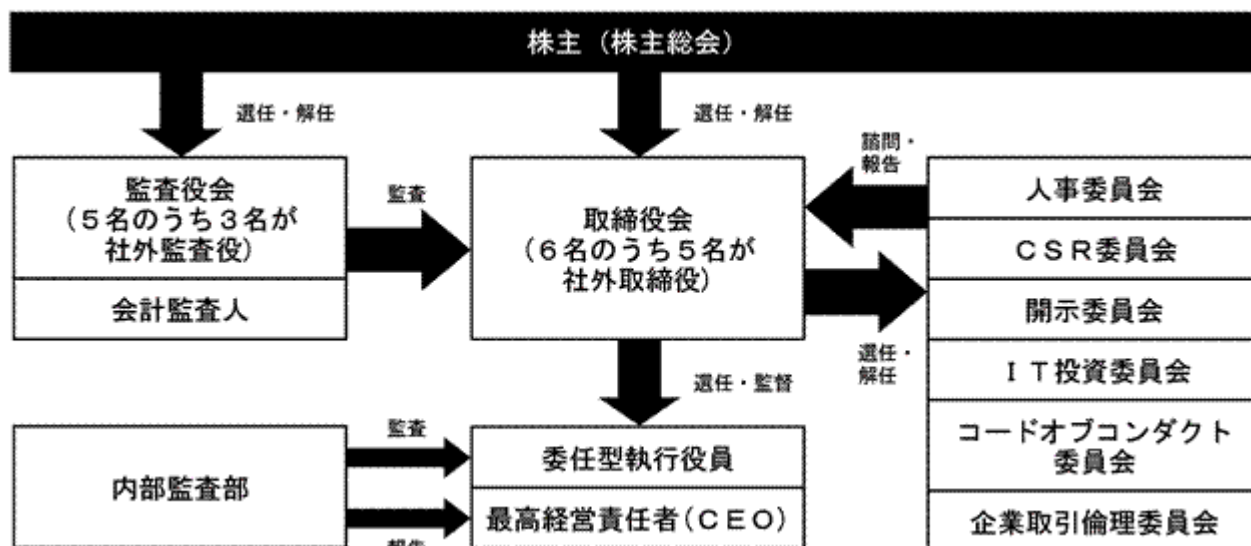 株主（株主総会）
選任・解任
選任・解任
監査役会
（５名のうち３名が
社外監査役）
会計監査人
監査
取締役会
（６名のうち５名が
社外取締役）
諮問・
報告
選任・
解任
人事委員会
ＣＳＲ委員会
開示委員会
ＩＴ投資委員会
コードオブコンダクト
委員会
企業取引倫理委員会
選任・監督
内部監査部
監査
報告
委任型執行役員
最高経営責任者（ＣＥＯ）